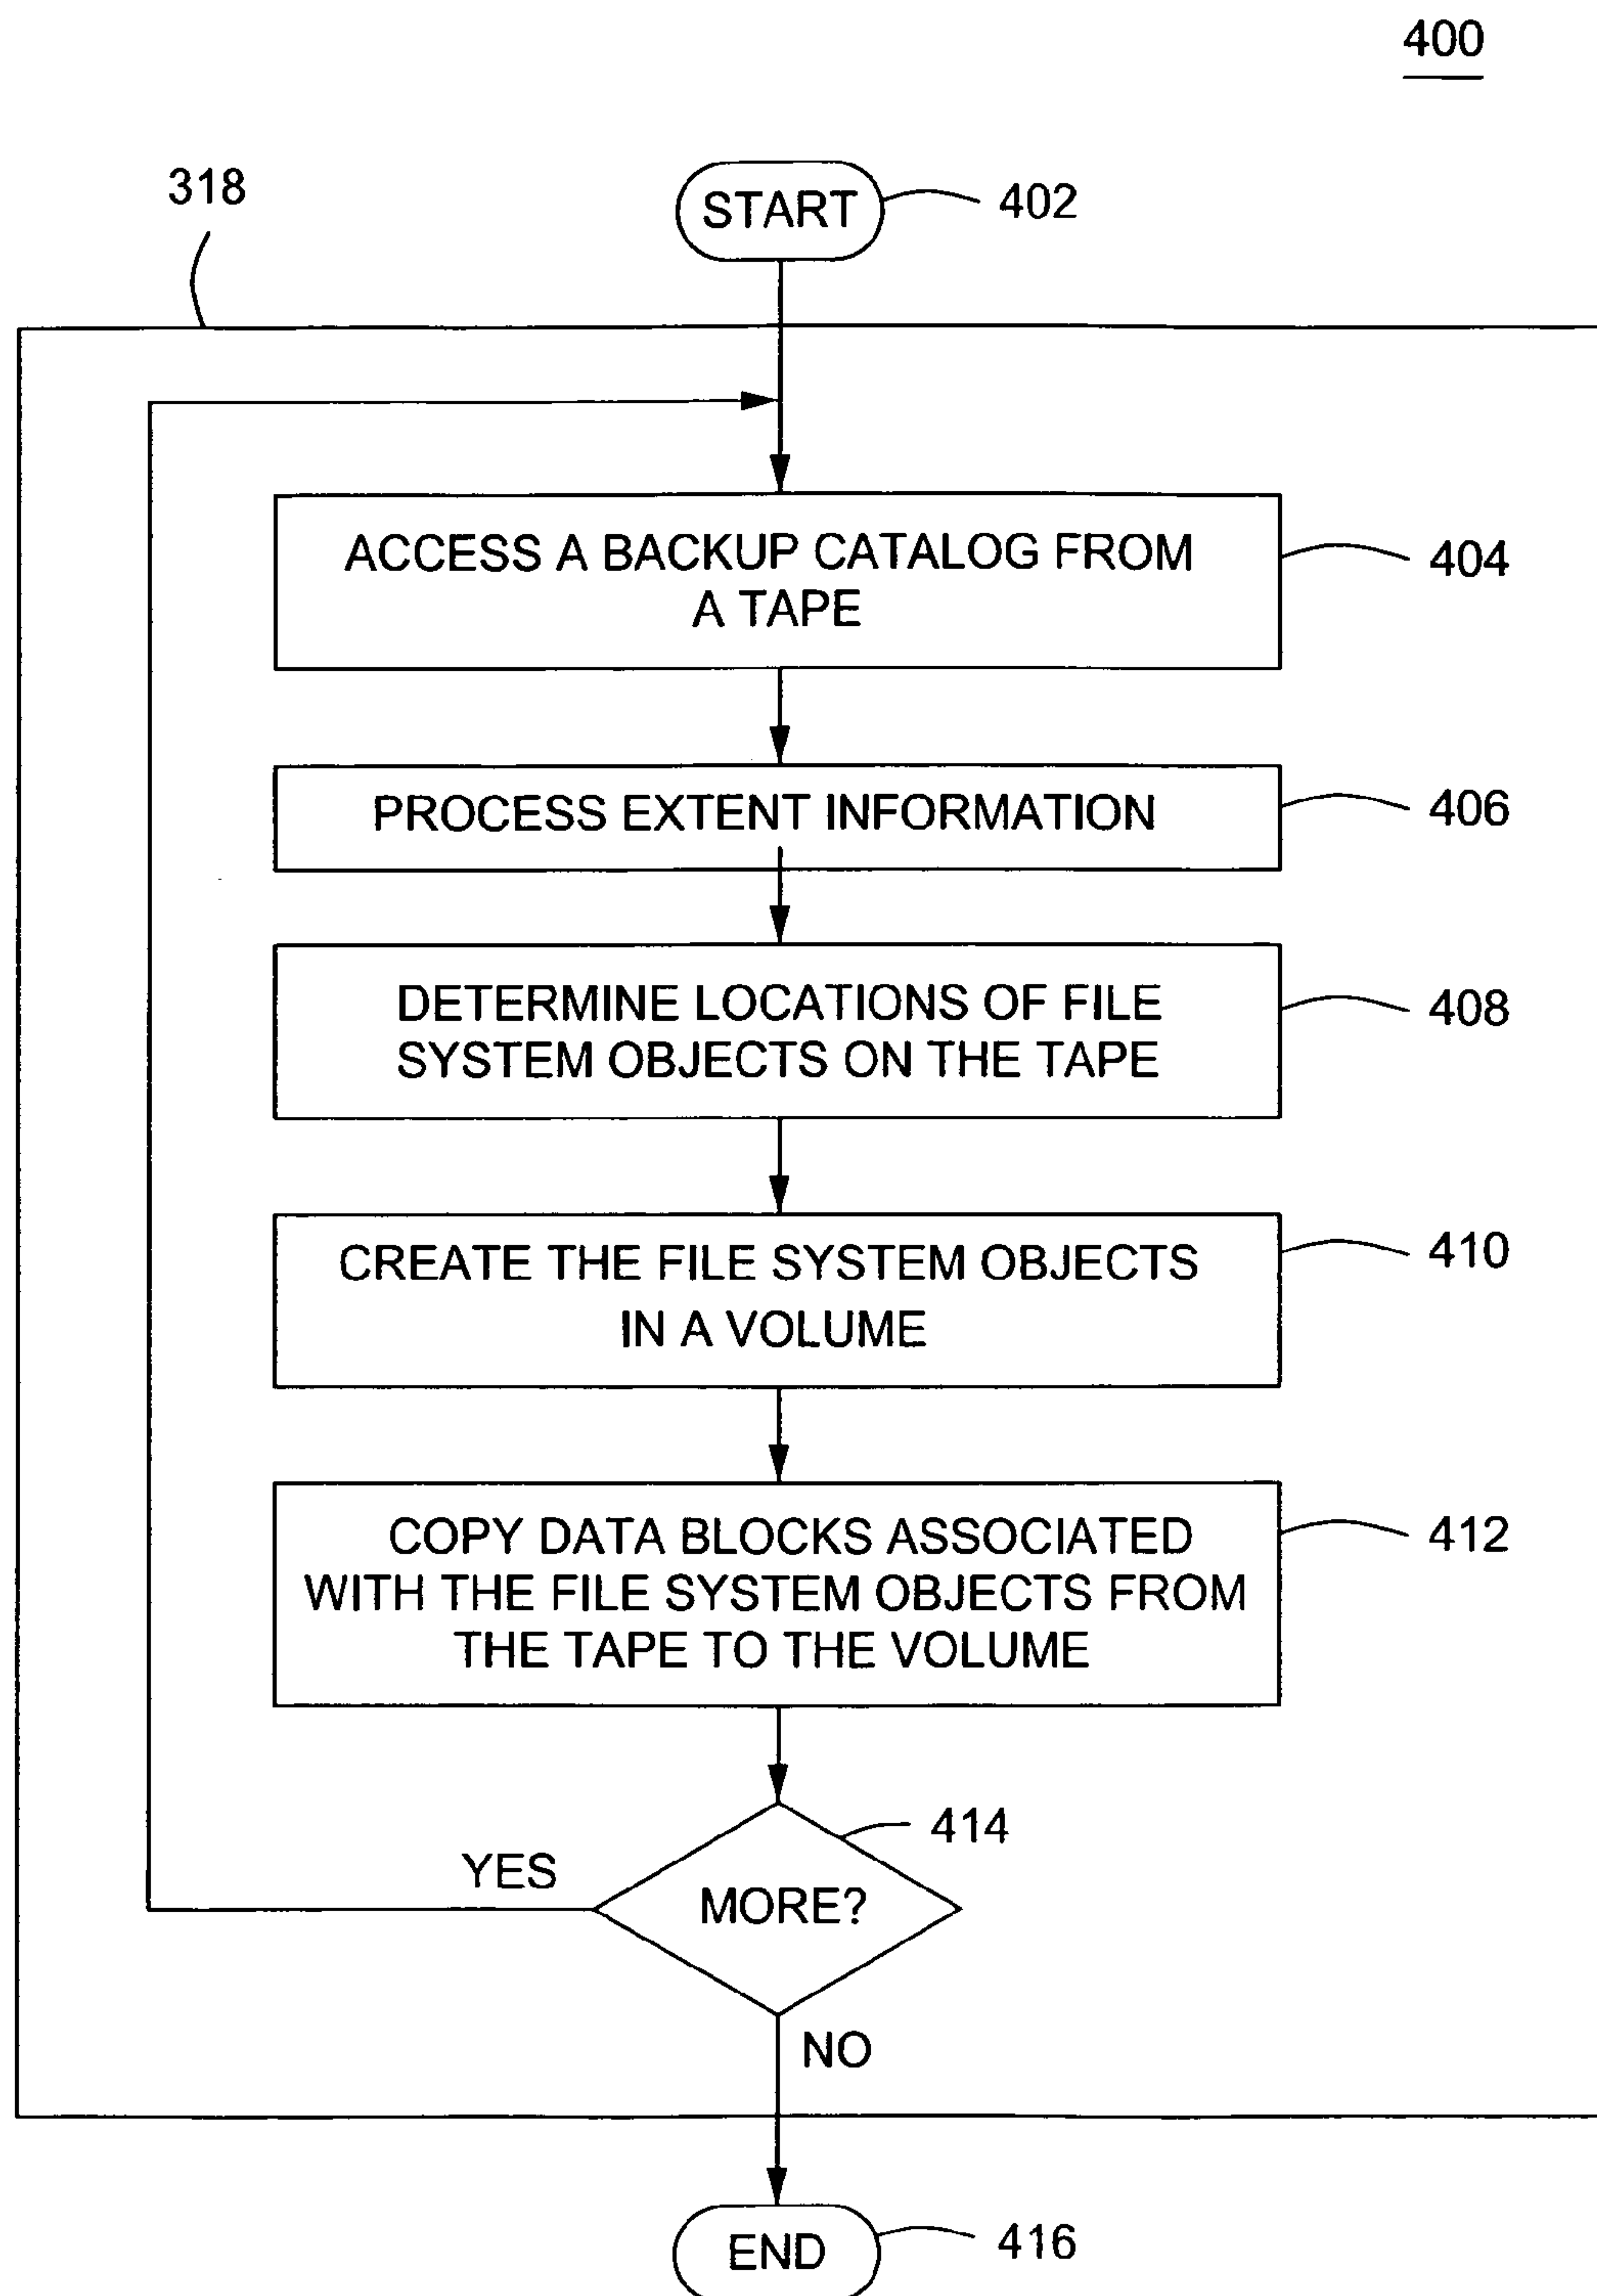 400
318
START
402
ACCESS A BACKUP CATALOG FROM
A TAPE
404
PROCESS EXTENT INFORMATION
406
DETERMINE LOCATIONS OF FILE
SYSTEM OBJECTS ON THE TAPE
408
CREATE THE FILE SYSTEM OBJECTS
IN A VOLUME
410
COPY DATA BLOCKS ASSOCIATED
WITH THE FILE SYSTEM OBJECTS FROM
THE TAPE TO THE VOLUME
412
414
YES
MORE?
NO
END
416